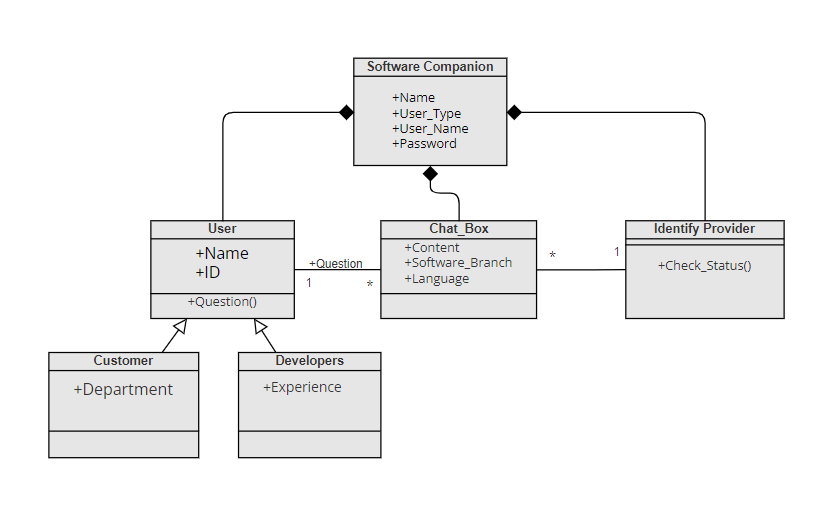 Software Companion
+Name
+User_Type
+User_Name
+Password
User
+Name
+ID
+Question()
+Question
1
*
Chat_Box
+Content
+Software_Branch
+Language
*
1
Identify Provider
+Check_Status()
Customer
+Department
Developers
+Experience